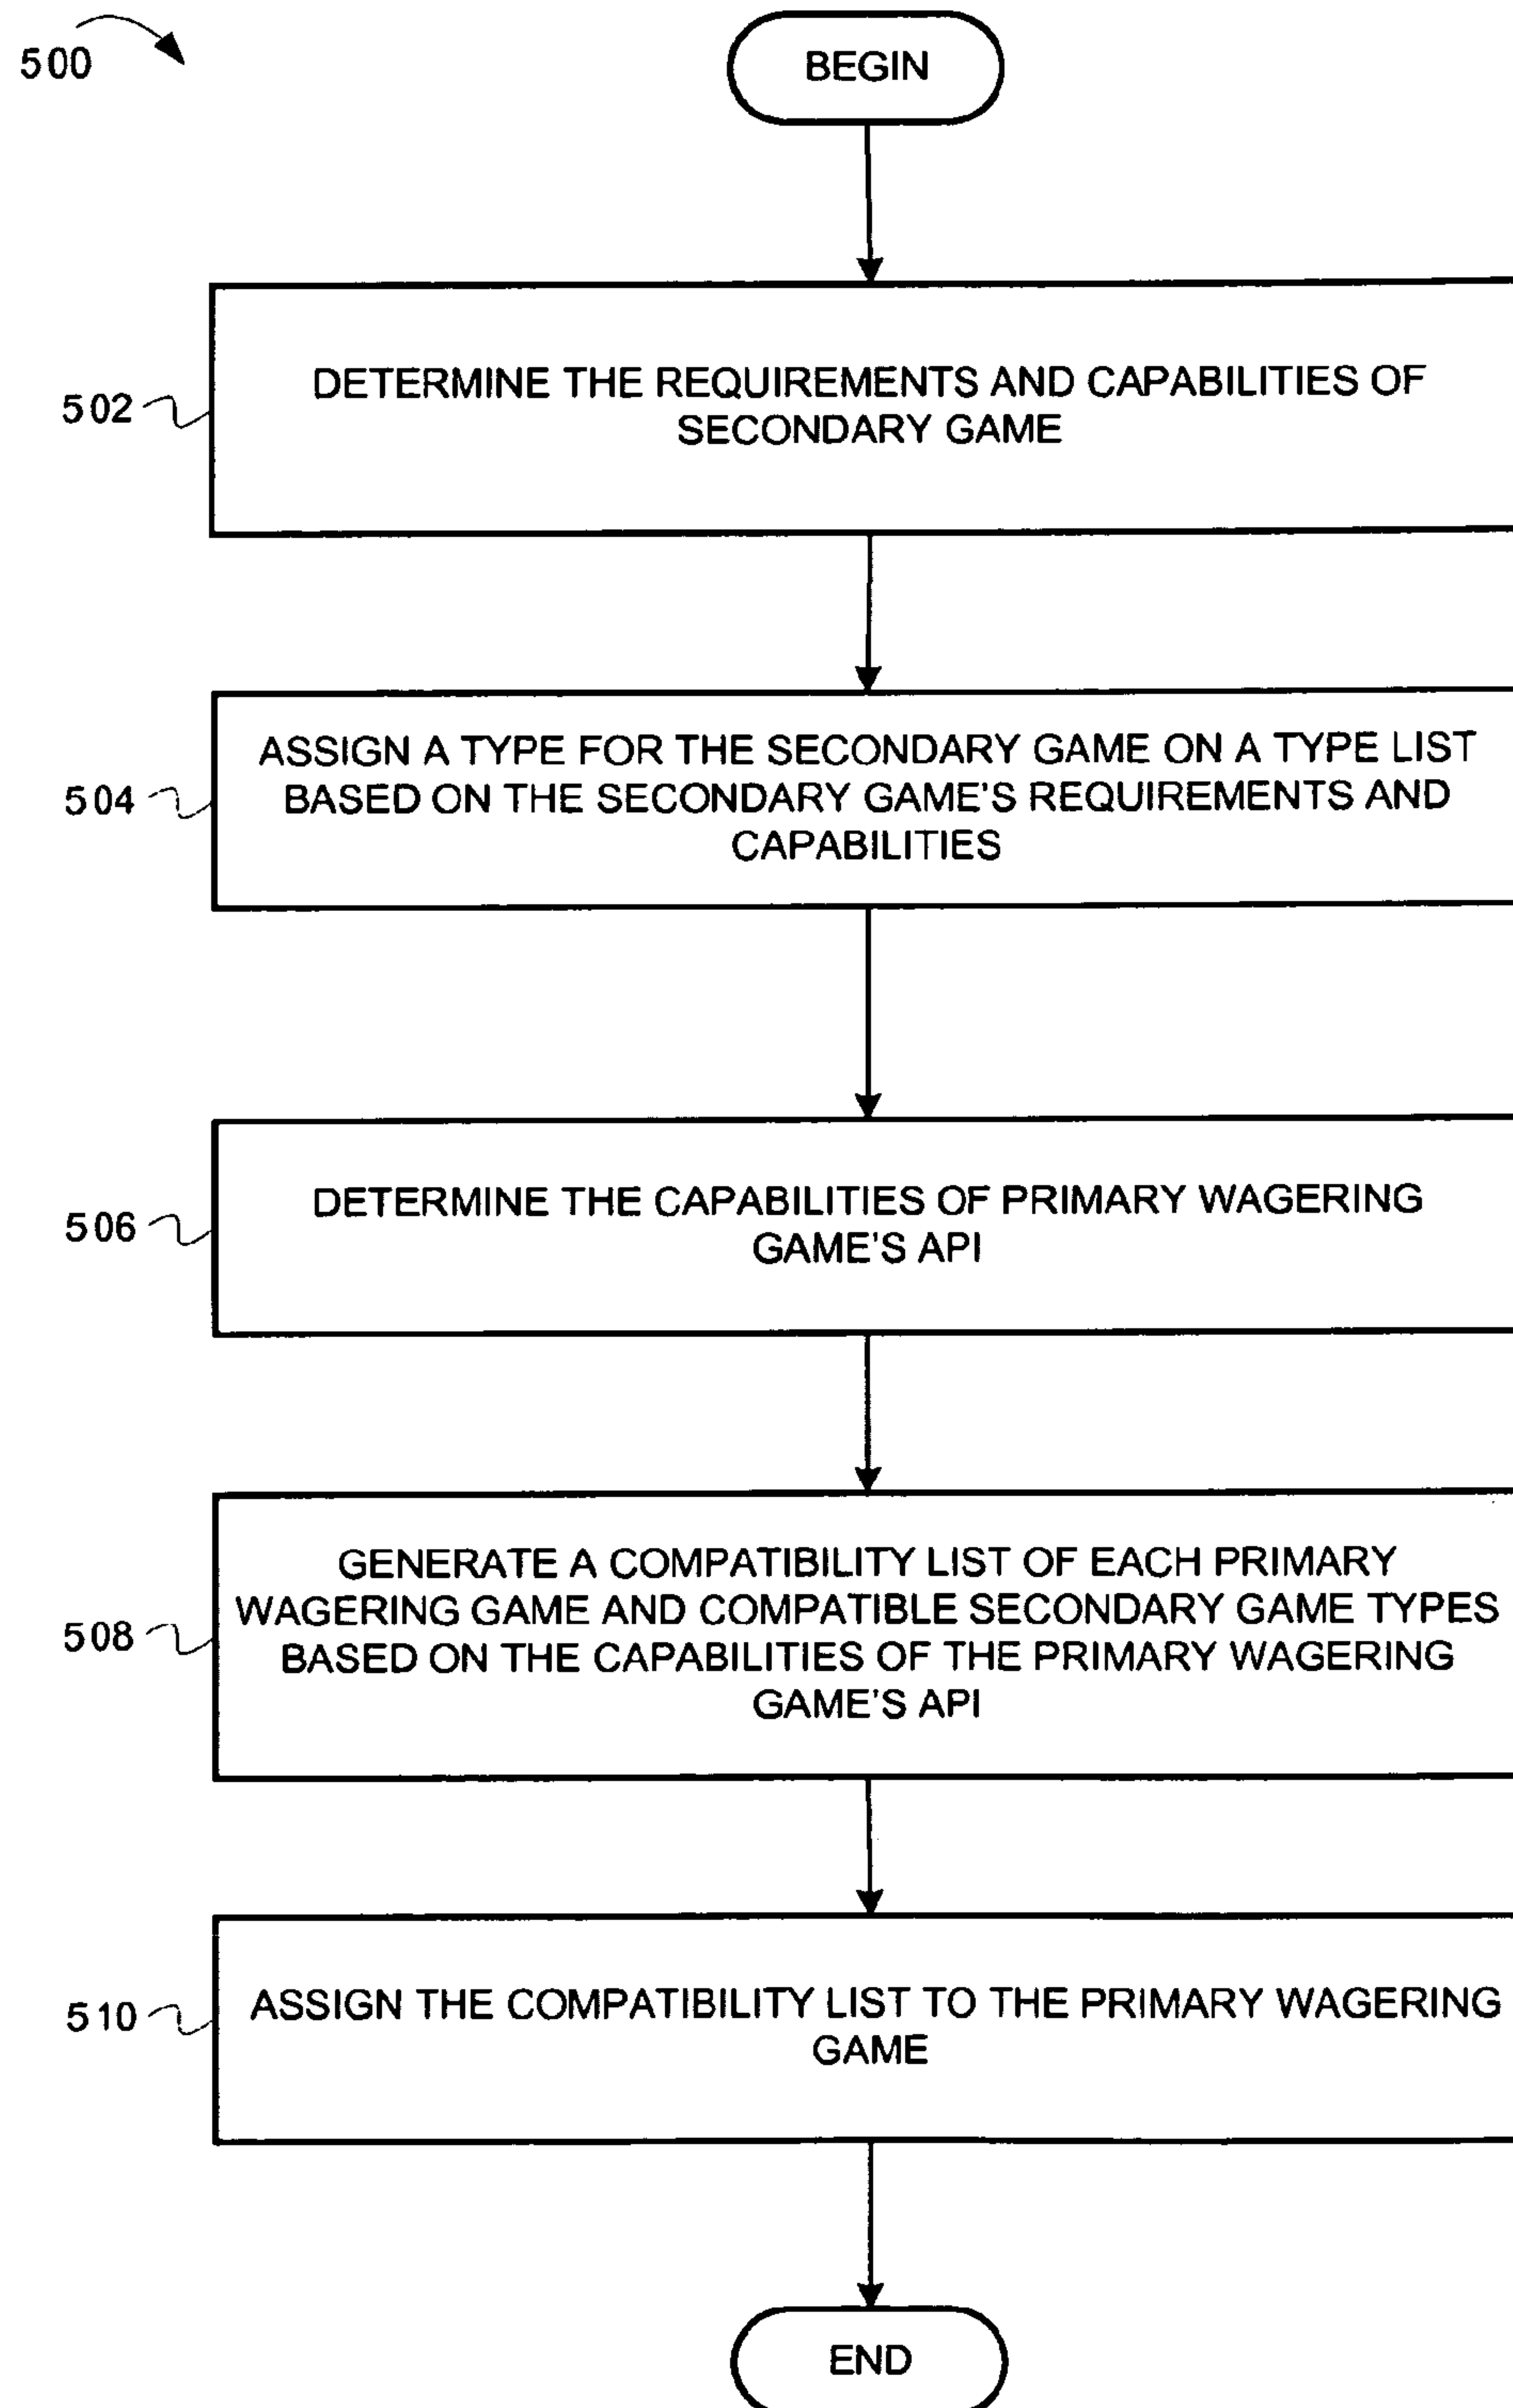 500
BEGIN
502
DETERMINE THE REQUIREMENTS AND CAPABILITIES OF
SECONDARY GAME
504
ASSIGN A TYPE FOR THE SECONDARY GAME ON A TYPE LIST
BASED ON THE SECONDARY GAME'S REQUIREMENTS AND
CAPABILITIES
506
DETERMINE THE CAPABILITIES OF PRIMARY WAGERING
GAME'S API
508
GENERATE A COMPATIBILITY LIST OF EACH PRIMARY
WAGERING GAME AND COMPATIBLE SECONDARY GAME TYPES
BASED ON THE CAPABILITIES OF THE PRIMARY WAGERING
GAME'S API
510
ASSIGN THE COMPATIBILITY LIST TO THE PRIMARY WAGERING
GAME
END